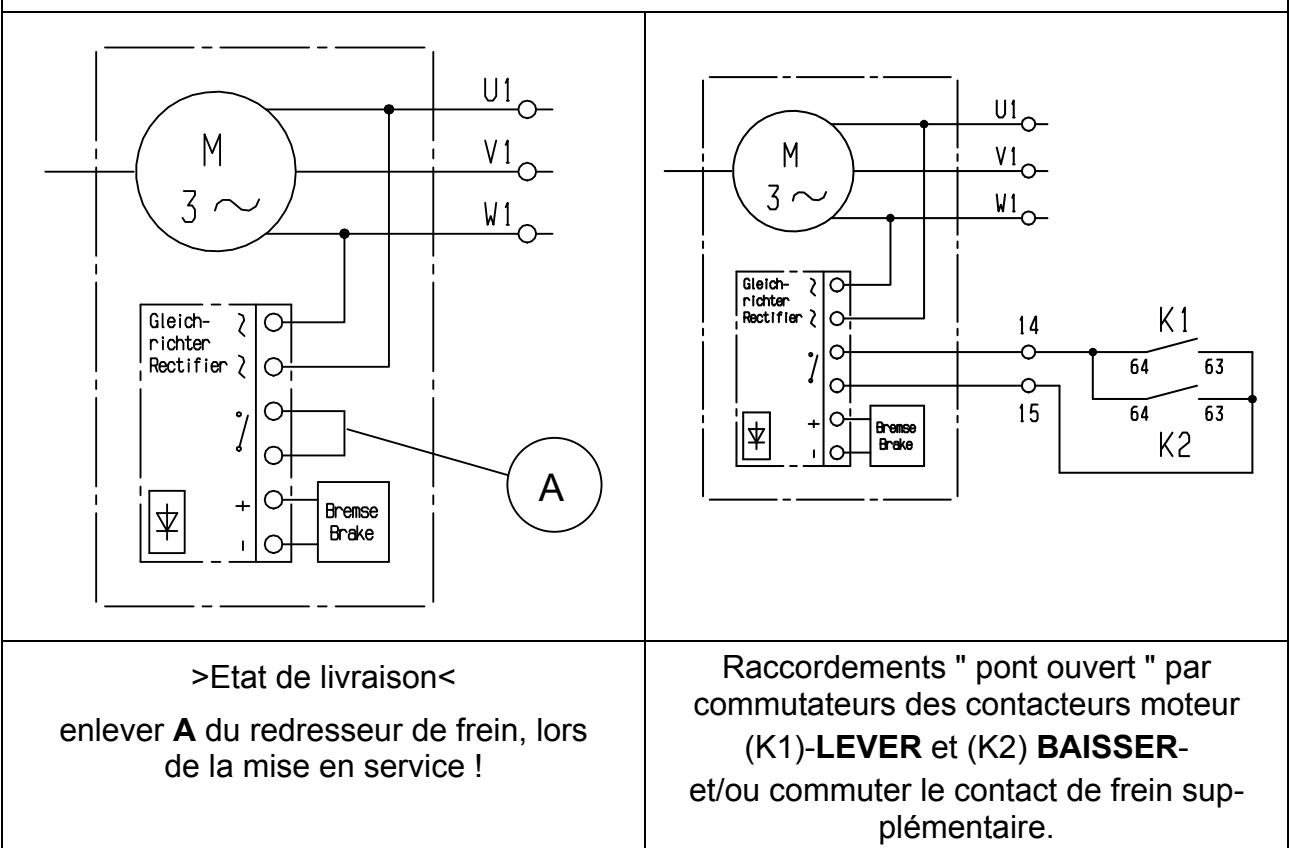 U1
V1
W1
M
3 ~
Gleich-
richter
Rectifier
~
~
+
-
Bremse
Brake
A
U1
V1
W1
M
3 ~
Gleich-
richter
Rectifier
~
~
+
-
Bremse
Brake
14
15
K1
64 63
64 63
K2
>Etat de livraison<
enlever A du redresseur de frein, lors
de la mise en service !
Raccordements " pont ouvert " par
commutateurs des contacteurs moteur
(K1)-LEVER et (K2) BAISSER-
et/ou commuter le contact de frein sup-
plémentaire.